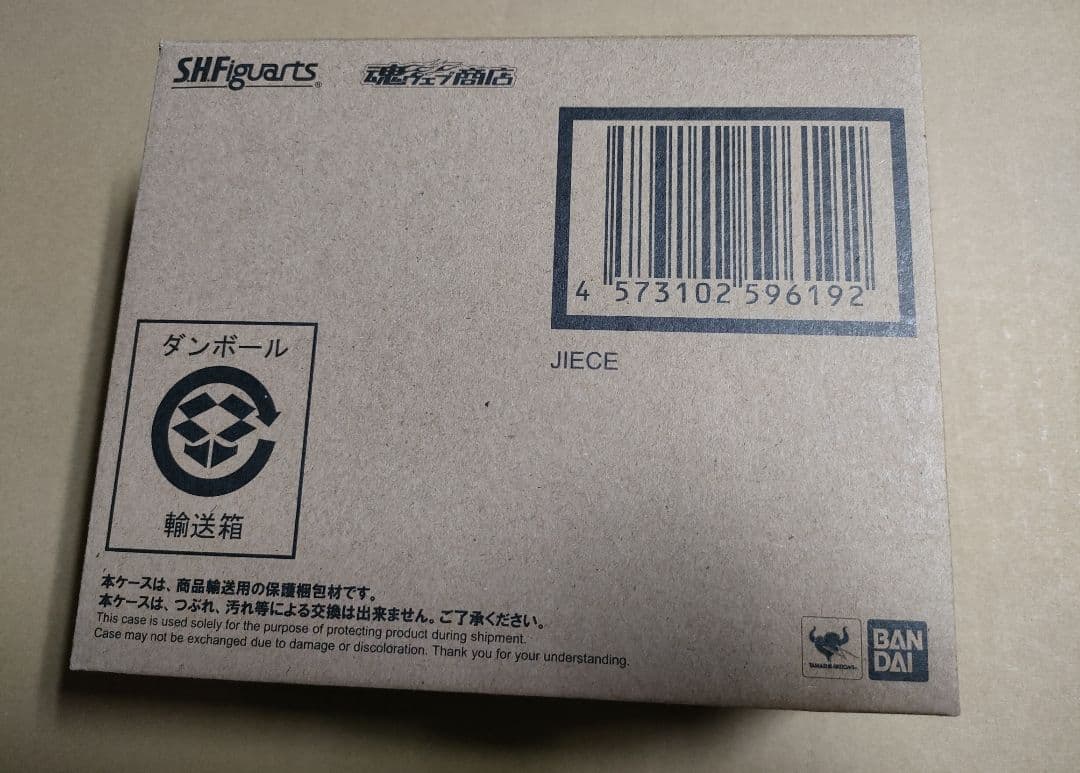 S.H.Figuarts®
魂ウェブ商店
4 573102 596192
JIECE
ダンボール
輸送箱
本ケースは、商品輸送用の保護梱包材です。
本ケースは、つぶれ、汚れ等による交換は出来ません。ご了承ください。
This case is used solely for the purpose of protecting product during shipment.
Case may not be exchanged due to damage or discoloration. Thank you for your understanding.
TAMASHII NATIONS
BAN
DAI